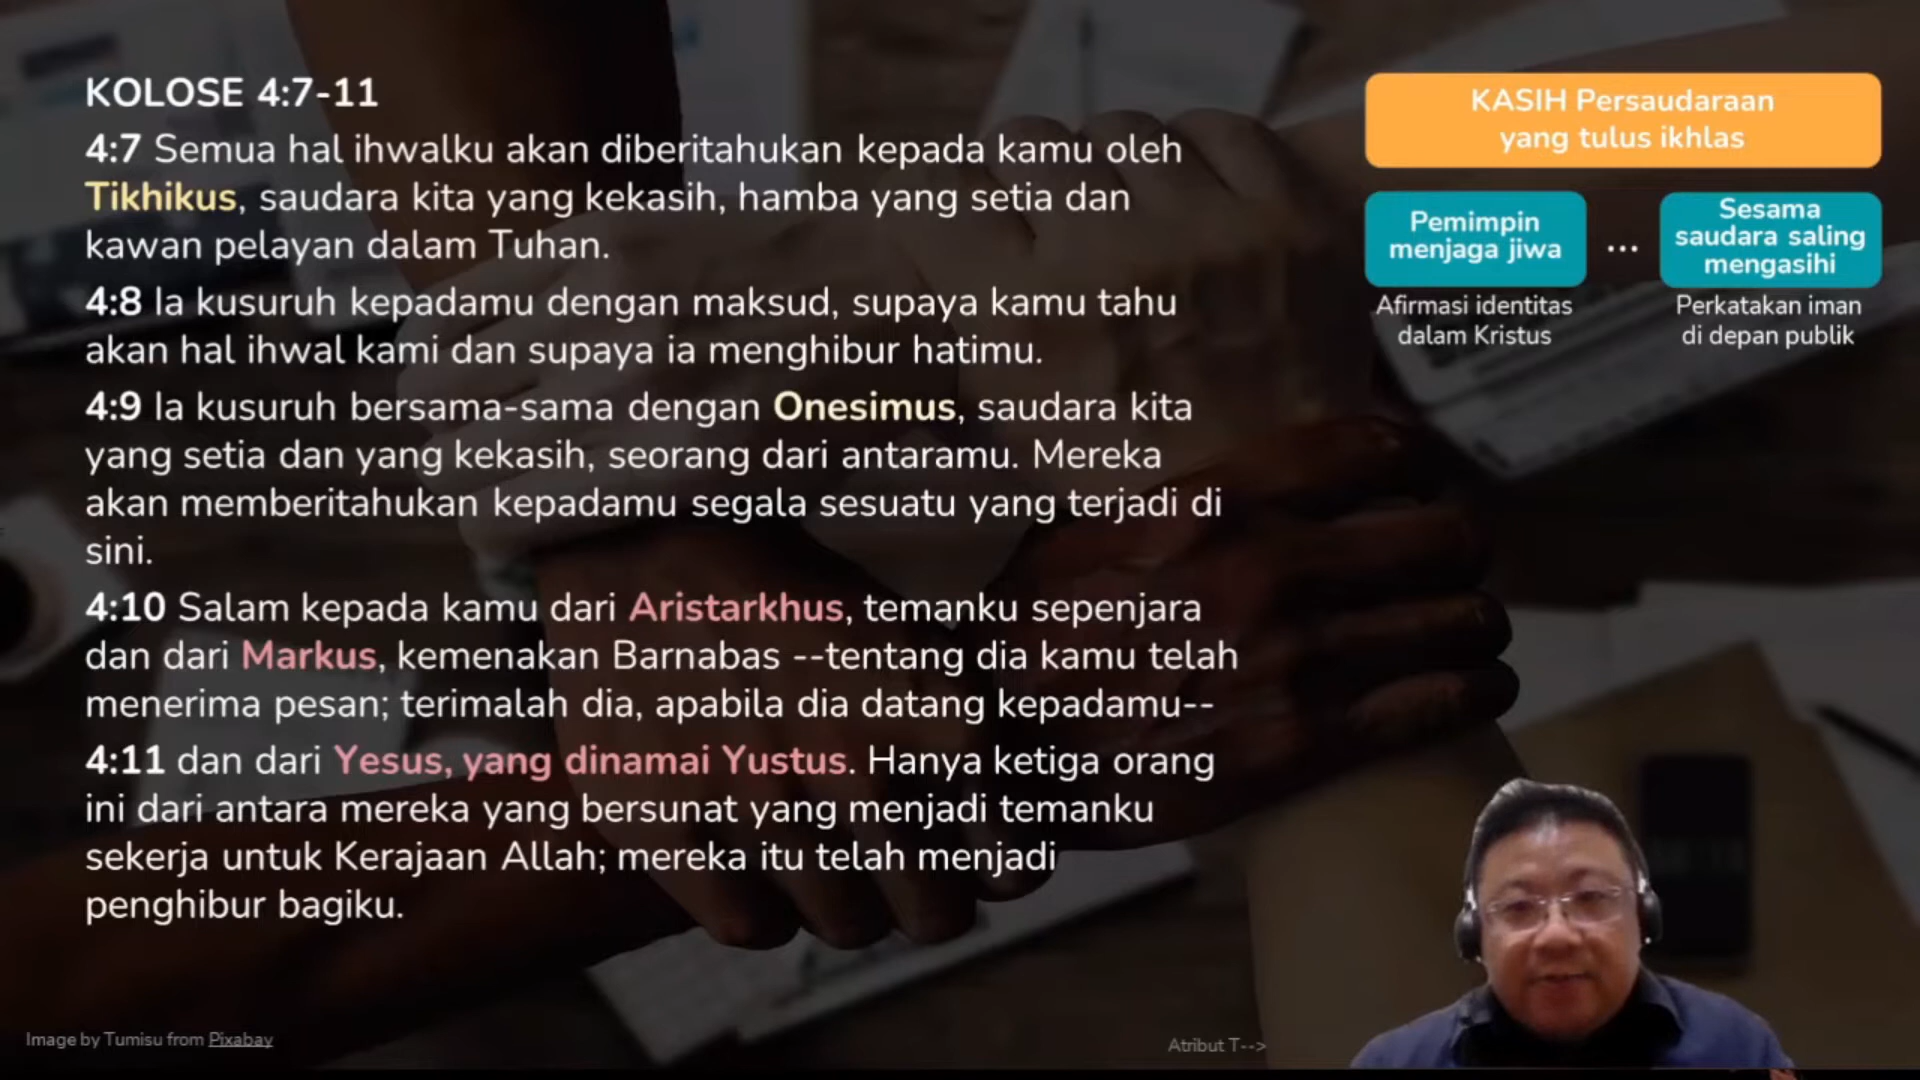 KOLOSE 4:7-11
4:7 Semua hal ihwalku akan diberitahukan kepada kamu oleh
Tikhikus, saudara kita yang kekasih, hamba yang setia dan
kawan pelayan dalam Tuhan.
4:8 Ia kusuruh kepadamu dengan maksud, supaya kamu tahu
akan hal ihwal kami dan supaya ia menghibur hatimu.
4:9 Ia kusuruh bersama-sama dengan Onesimus, saudara kita
yang setia dan yang kekasih, seorang dari antaramu. Mereka
akan memberitahukan kepadamu segala sesuatu yang terjadi di
sini.
4:10 Salam kepada kamu dari Aristarkhus, temanku sepenjara
dan dari Markus, kemenakan Barnabas --tentang dia kamu telah
menerima pesan; terimalah dia, apabila dia datang kepadamu--
4:11 dan dari Yesus, yang dinamai Yustus. Hanya ketiga orang
ini dari antara mereka yang bersunat yang menjadi temanku
sekerja untuk Kerajaan Allah; mereka itu telah menjadi
penghibur bagiku.
KASIH Persaudaraan
yang tulus ikhlas
Pemimpin
menjaga jiwa
...
Sesama
saudara saling
mengasihi
Afirmasi identitas
dalam Kristus
Perkatakan iman
di depan publik
Image by Tumisu from Pixabay
Atribut T-->